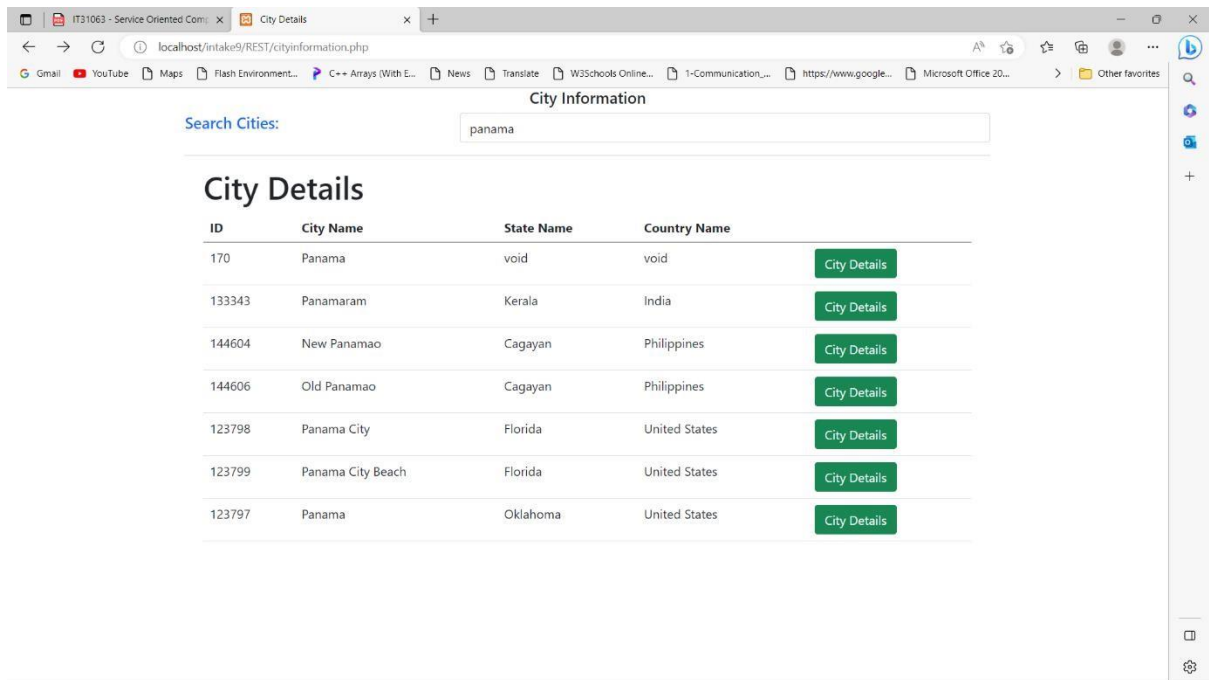 IT31063 - Service Oriented Com
City Details
localhost/intake9/REST/cityinformation.php
Gmail YouTube Maps Flash Environment... C++ Arrays (With E... News Translate W3Schools Online... 1-Communication_... https://www.google... Microsoft Office 20... Other favorites
City Information
Search Cities: panama
City Details
ID City Name State Name Country Name
170 Panama void void City Details
133343 Panamaram Kerala India City Details
144604 New Panamao Cagayan Philippines City Details
144606 Old Panamao Cagayan Philippines City Details
123798 Panama City Florida United States City Details
123799 Panama City Beach Florida United States City Details
123797 Panama Oklahoma United States City Details